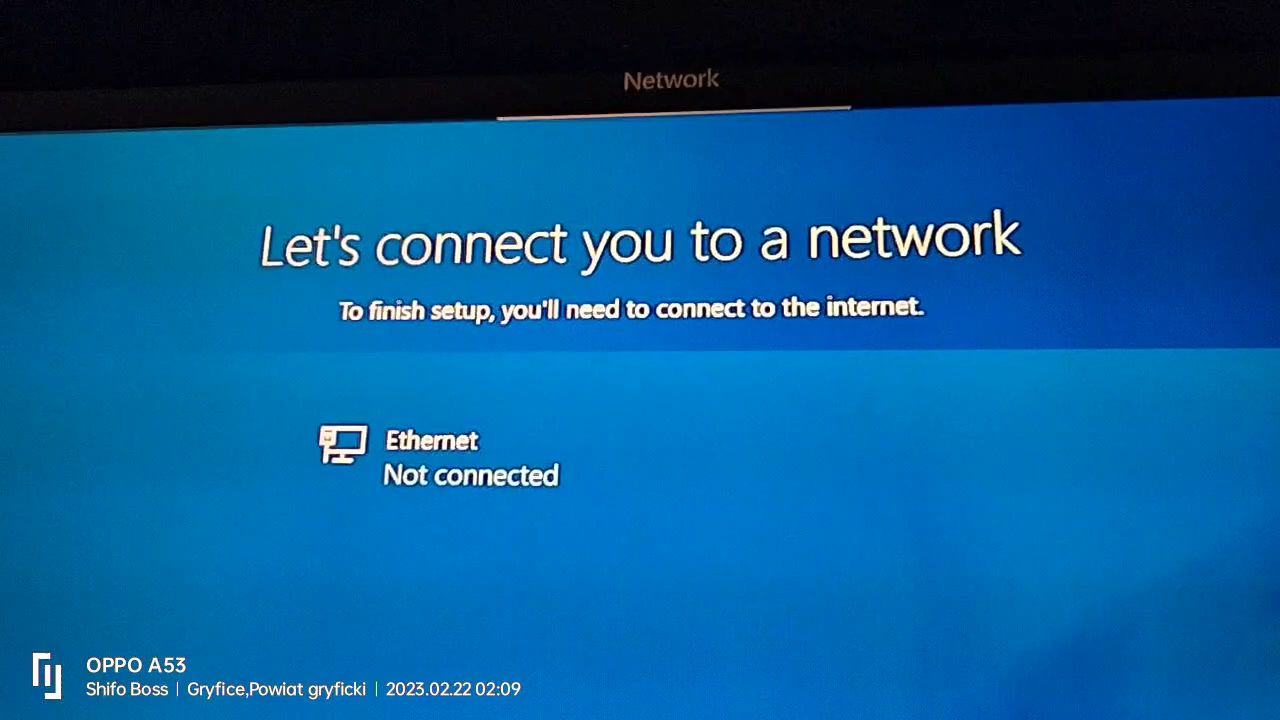 Network
Let's connect you to a network
To finish setup, you'll need to connect to the internet.
Ethernet
Not connected
OPPO A53
Shifo Boss | Gryfice,Powiat gryficki | 2023.02.22 02:09